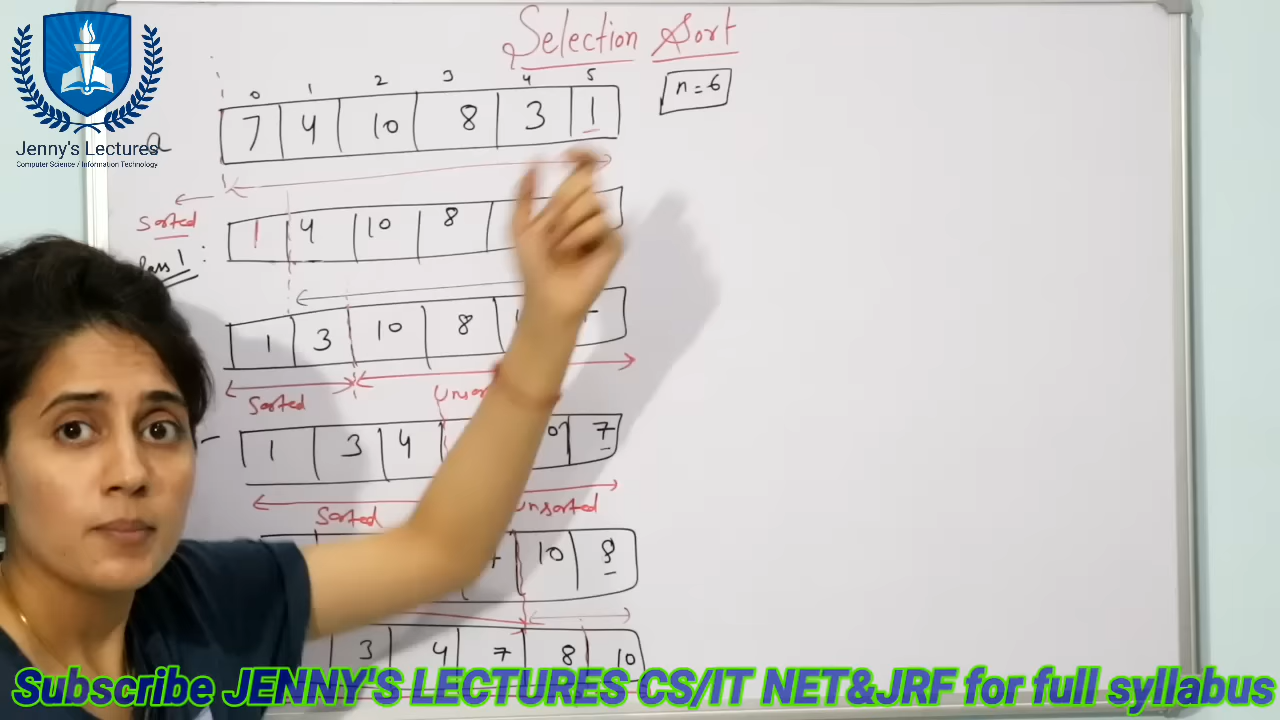 Selection Sort
n = 6
0 1 2 3 4 5
a 7 4 10 8 3 1
Sorted
Pass 1 :
1 4 10 8
1 3 10 8
Sorted
1 3 4 7
Sorted unsorted
10 8
3 4 7 8 10
Jenny's Lectures
Computer Science / Information Technology
Subscribe JENNY'S LECTURES CS/IT NET&JRF for full syllabus